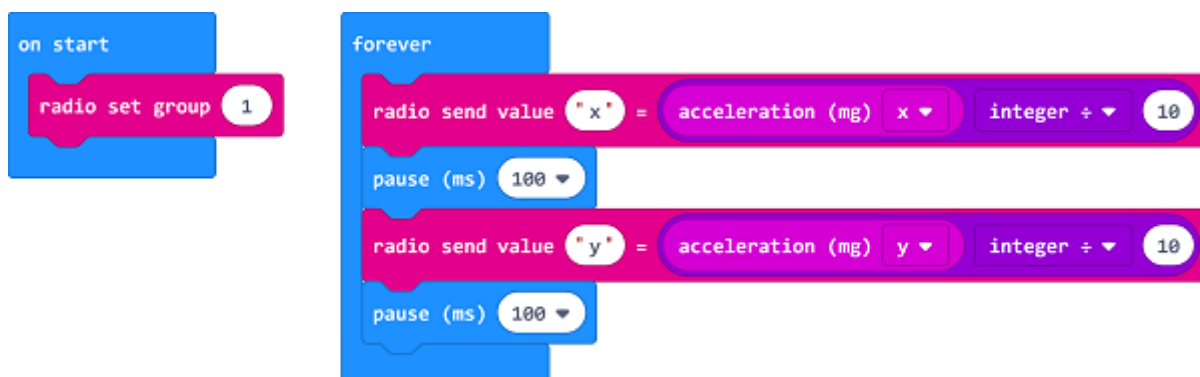 on start
radio set group 1
forever
radio send value "x" = acceleration (mg) x integer ÷ 10
pause (ms) 100
radio send value "y" = acceleration (mg) y integer ÷ 10
pause (ms) 100